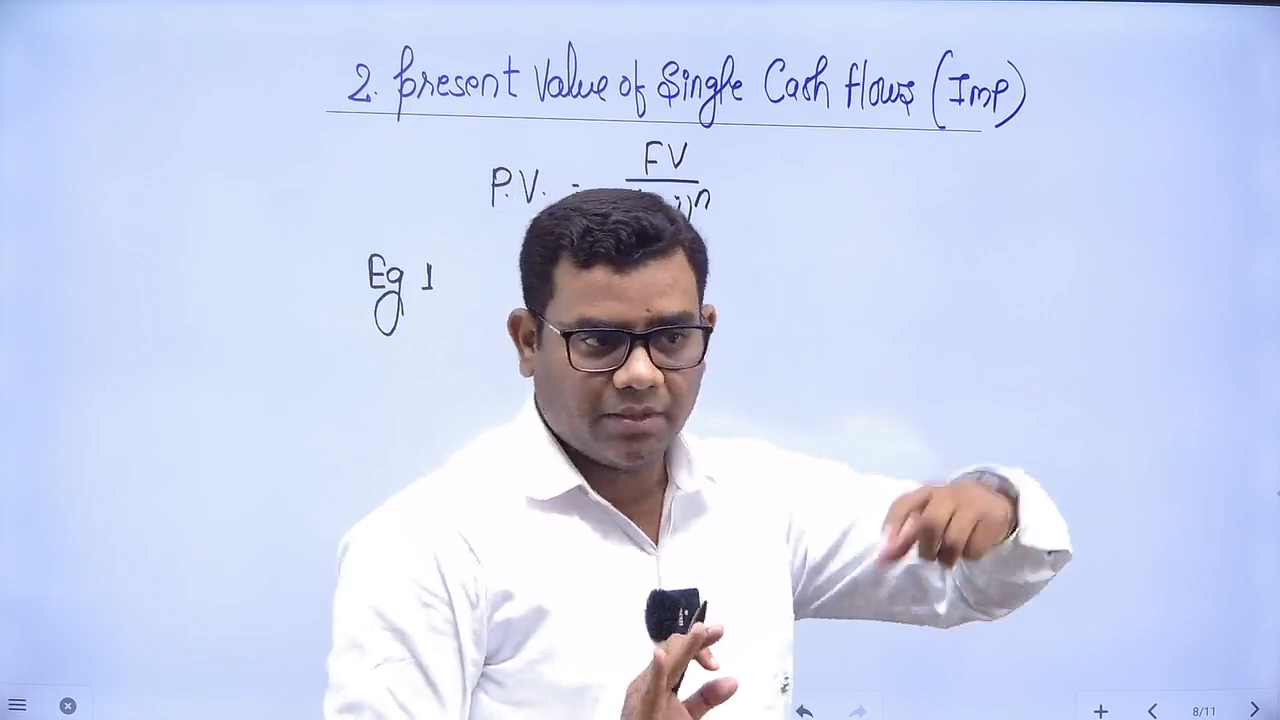 2. Present Value of Single Cash flows (Imp)
P.V. = FV
i)ⁿ
Eg 1
8/11